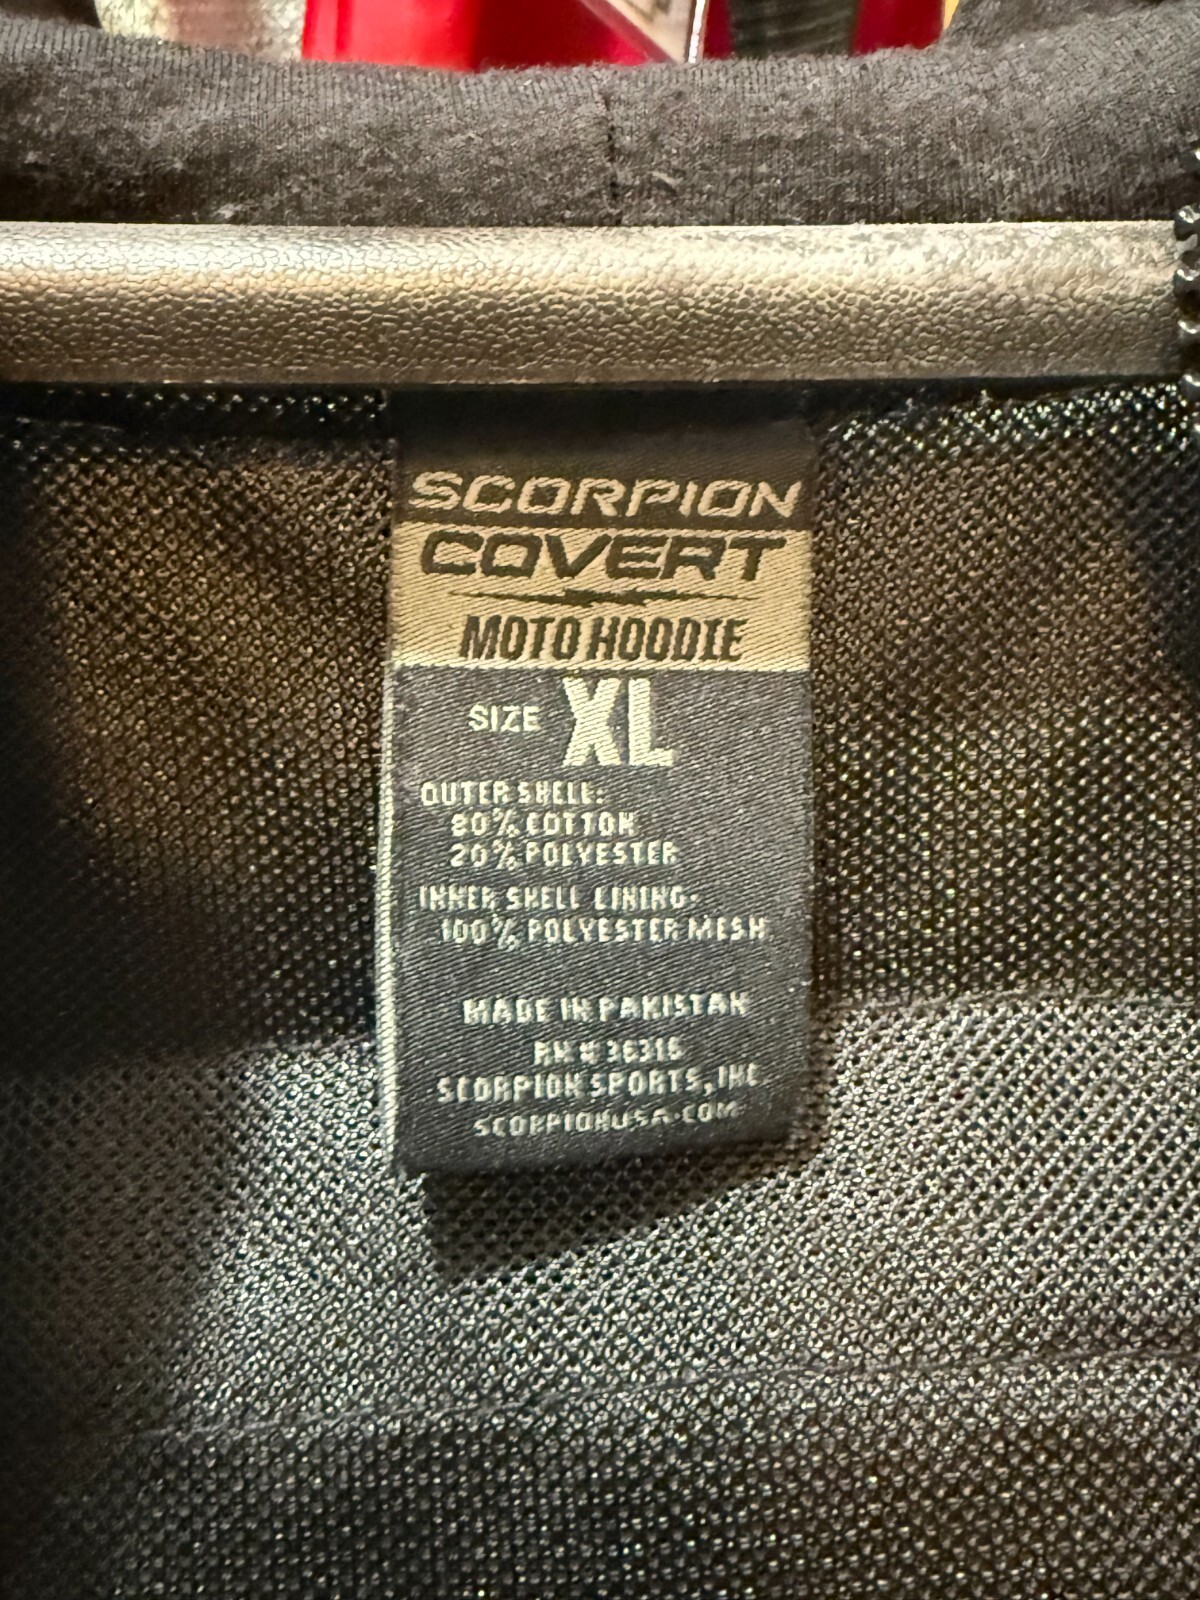 SCORPION
COVERT
MOTO HOODIE
SIZE XL
OUTER SHELL:
80% COTTON
20% POLYESTER
INNER SHELL LINING:
100% POLYESTER MESH
MADE IN PAKISTAN
RN # 36316
SCORPION SPORTS, INC.
SCORPIONUSA.COM